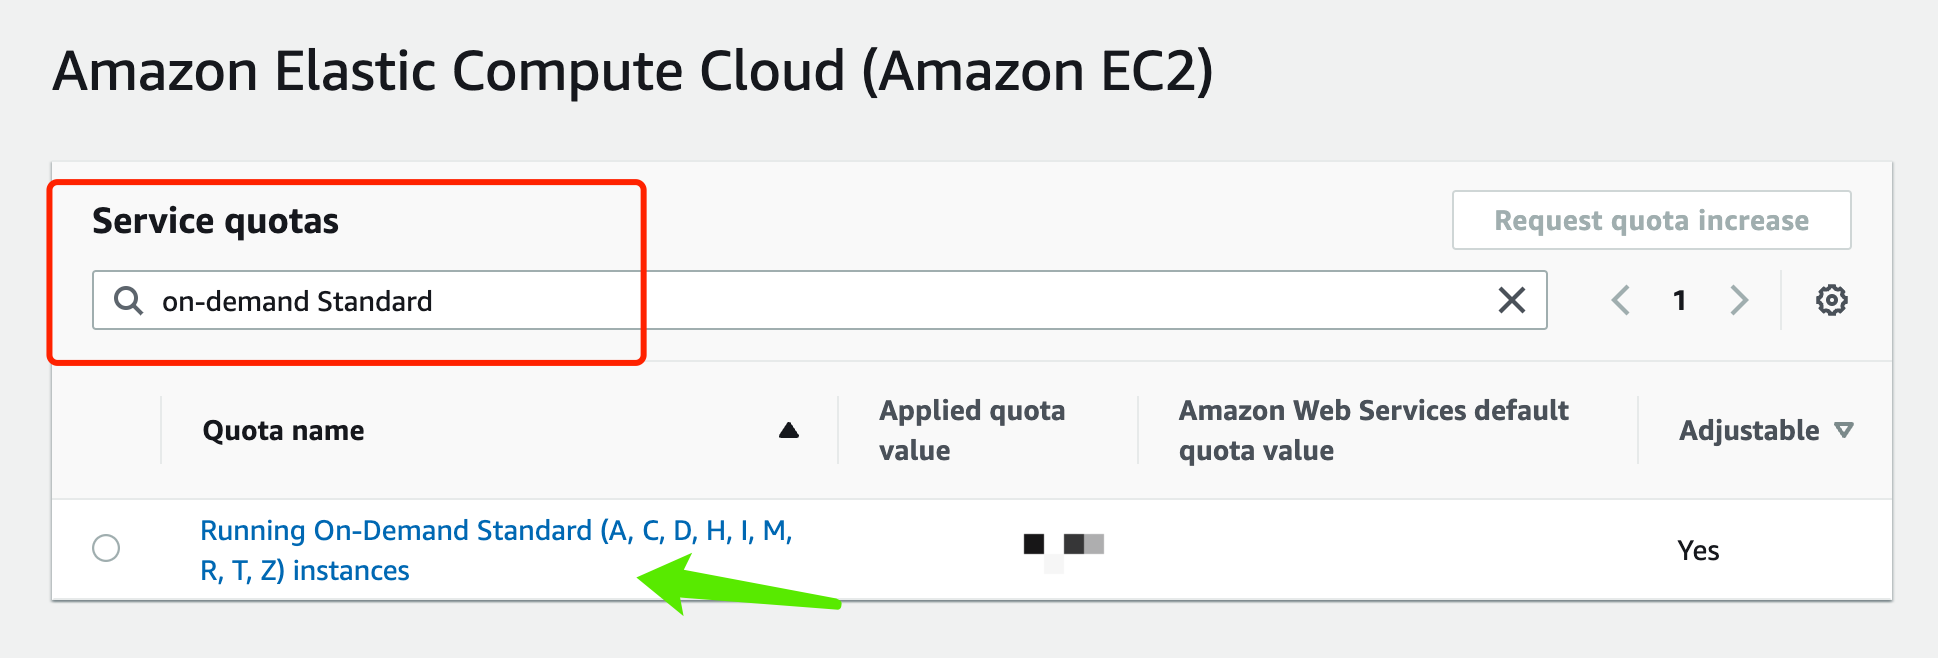 Amazon Elastic Compute Cloud (Amazon EC2)
Service quotas
Request quota increase
on-demand Standard
1
Quota name
Applied quota
value
Amazon Web Services default
quota value
Adjustable
Running On-Demand Standard (A, C, D, H, I, M,
R, T, Z) instances
Yes